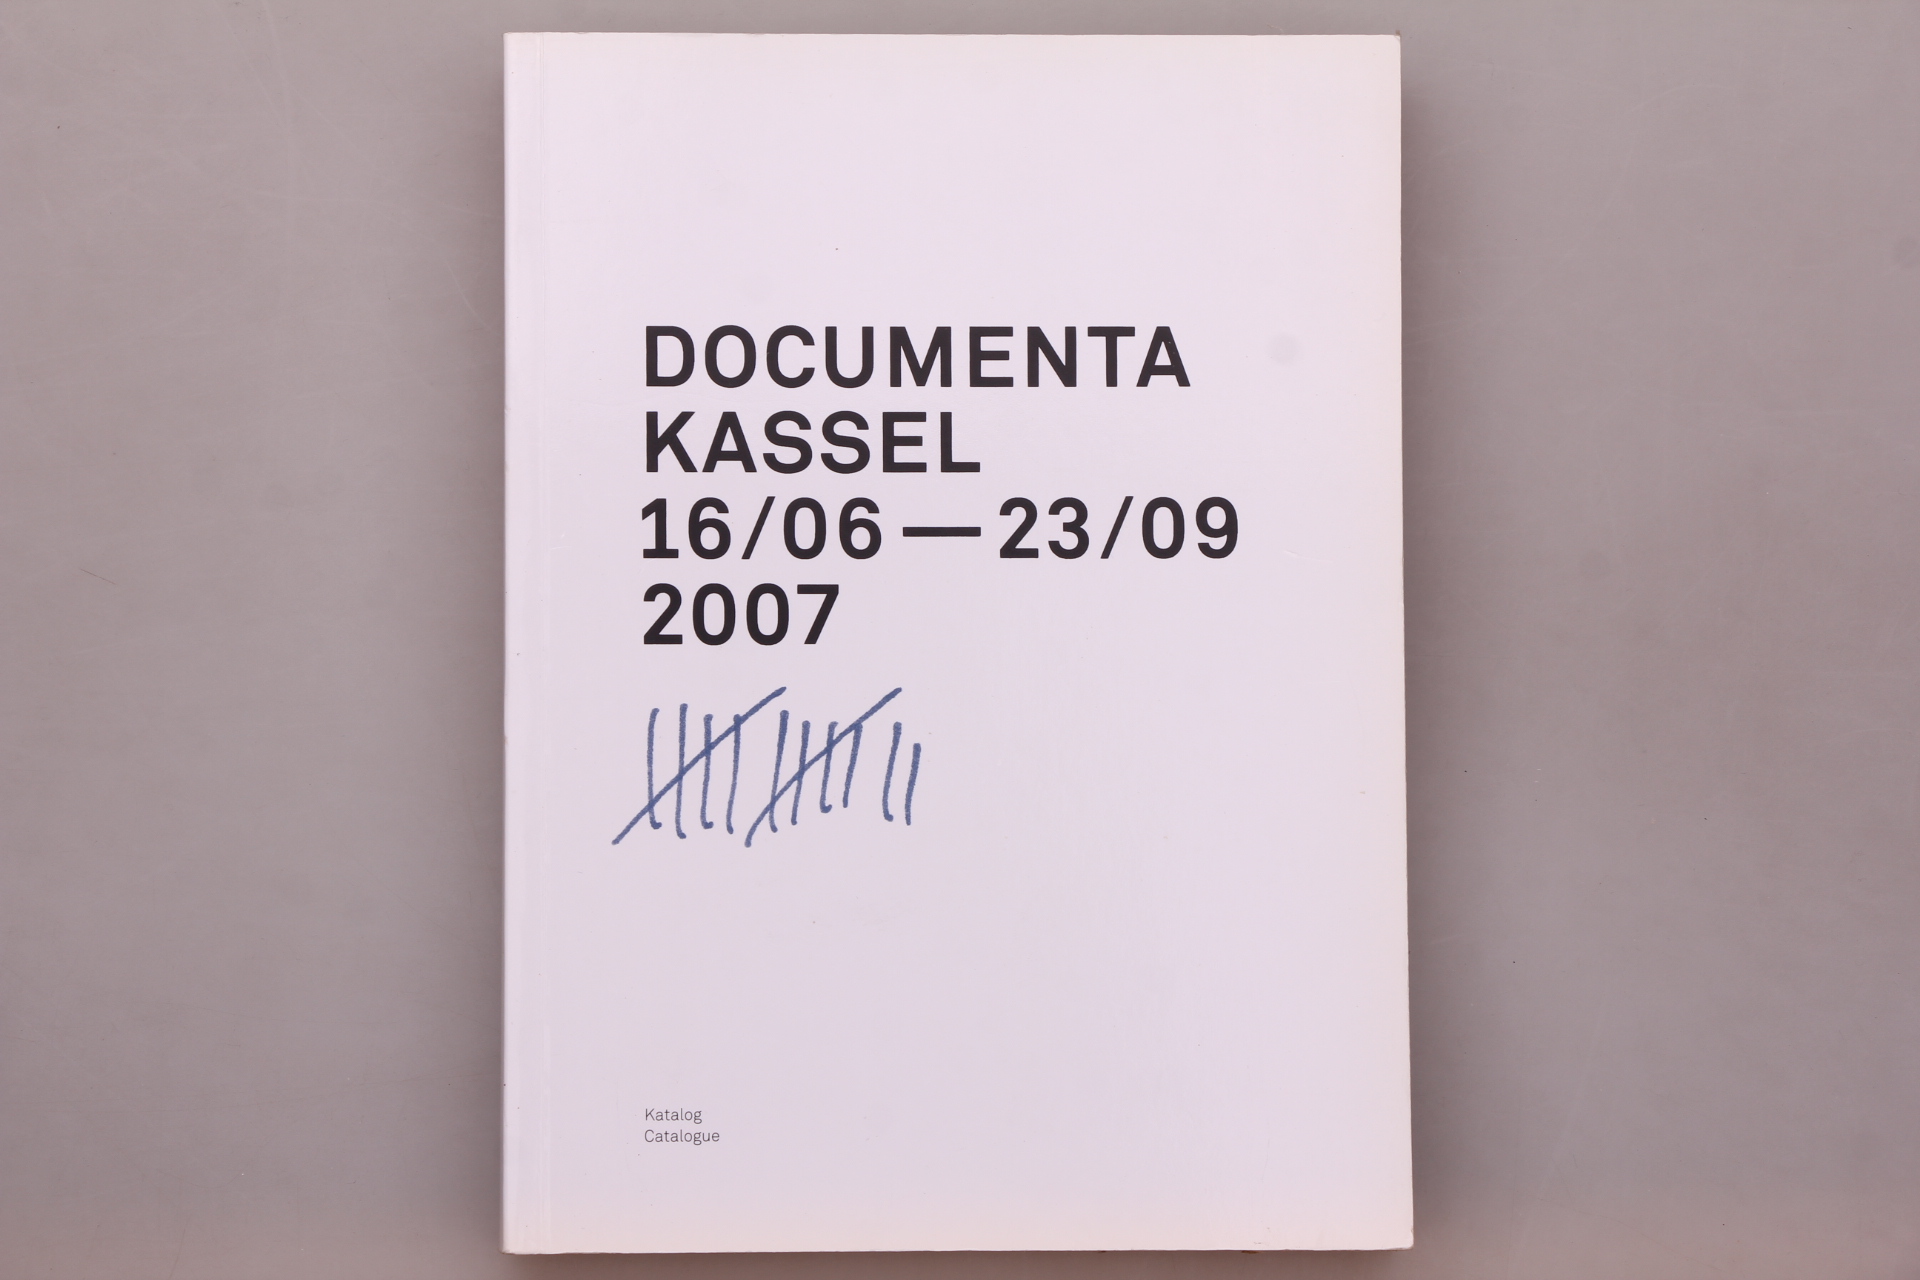 DOCUMENTA
KASSEL
16/06 — 23/09
2007
Katalog
Catalogue